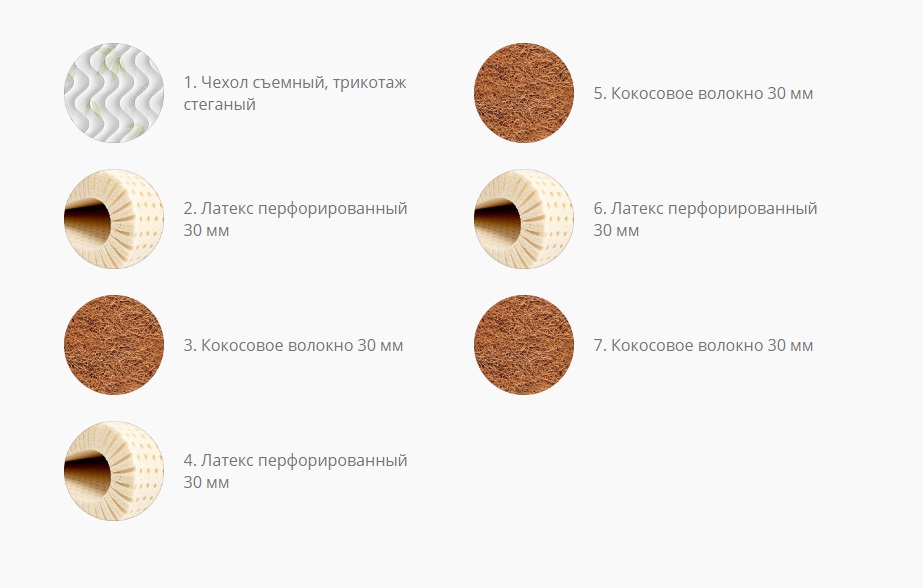 1. Чехол съемный, трикотаж
стеганый
2. Латекс перфорированный
30 мм
3. Кокосовое волокно 30 мм
4. Латекс перфорированный
30 мм
5. Кокосовое волокно 30 мм
6. Латекс перфорированный
30 мм
7. Кокосовое волокно 30 мм